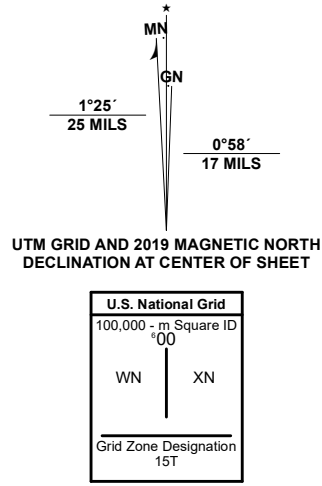 MN
GN
1°25´
25 MILS
0°58´
17 MILS
UTM GRID AND 2019 MAGNETIC NORTH
DECLINATION AT CENTER OF SHEET
U.S. National Grid
100,000 - m Square ID
⁶00
WN XN
Grid Zone Designation
15T